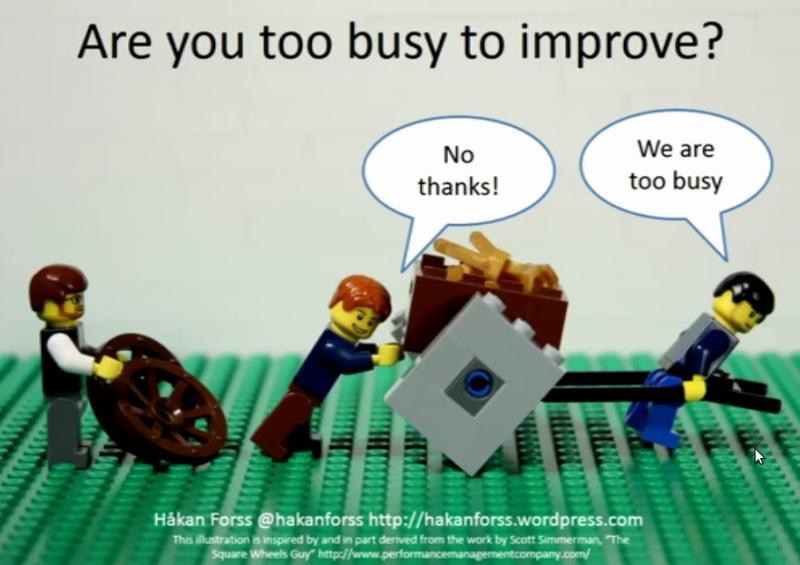 Are you too busy to improve?
No
thanks!
We are
too busy
Håkan Forss @hakanforss http://hakanforss.wordpress.com
This illustration is inspired by and in part derived from the work by Scott Simmerman, "The
Square Wheels Guy" http://www.performancemanagementcompany.com/